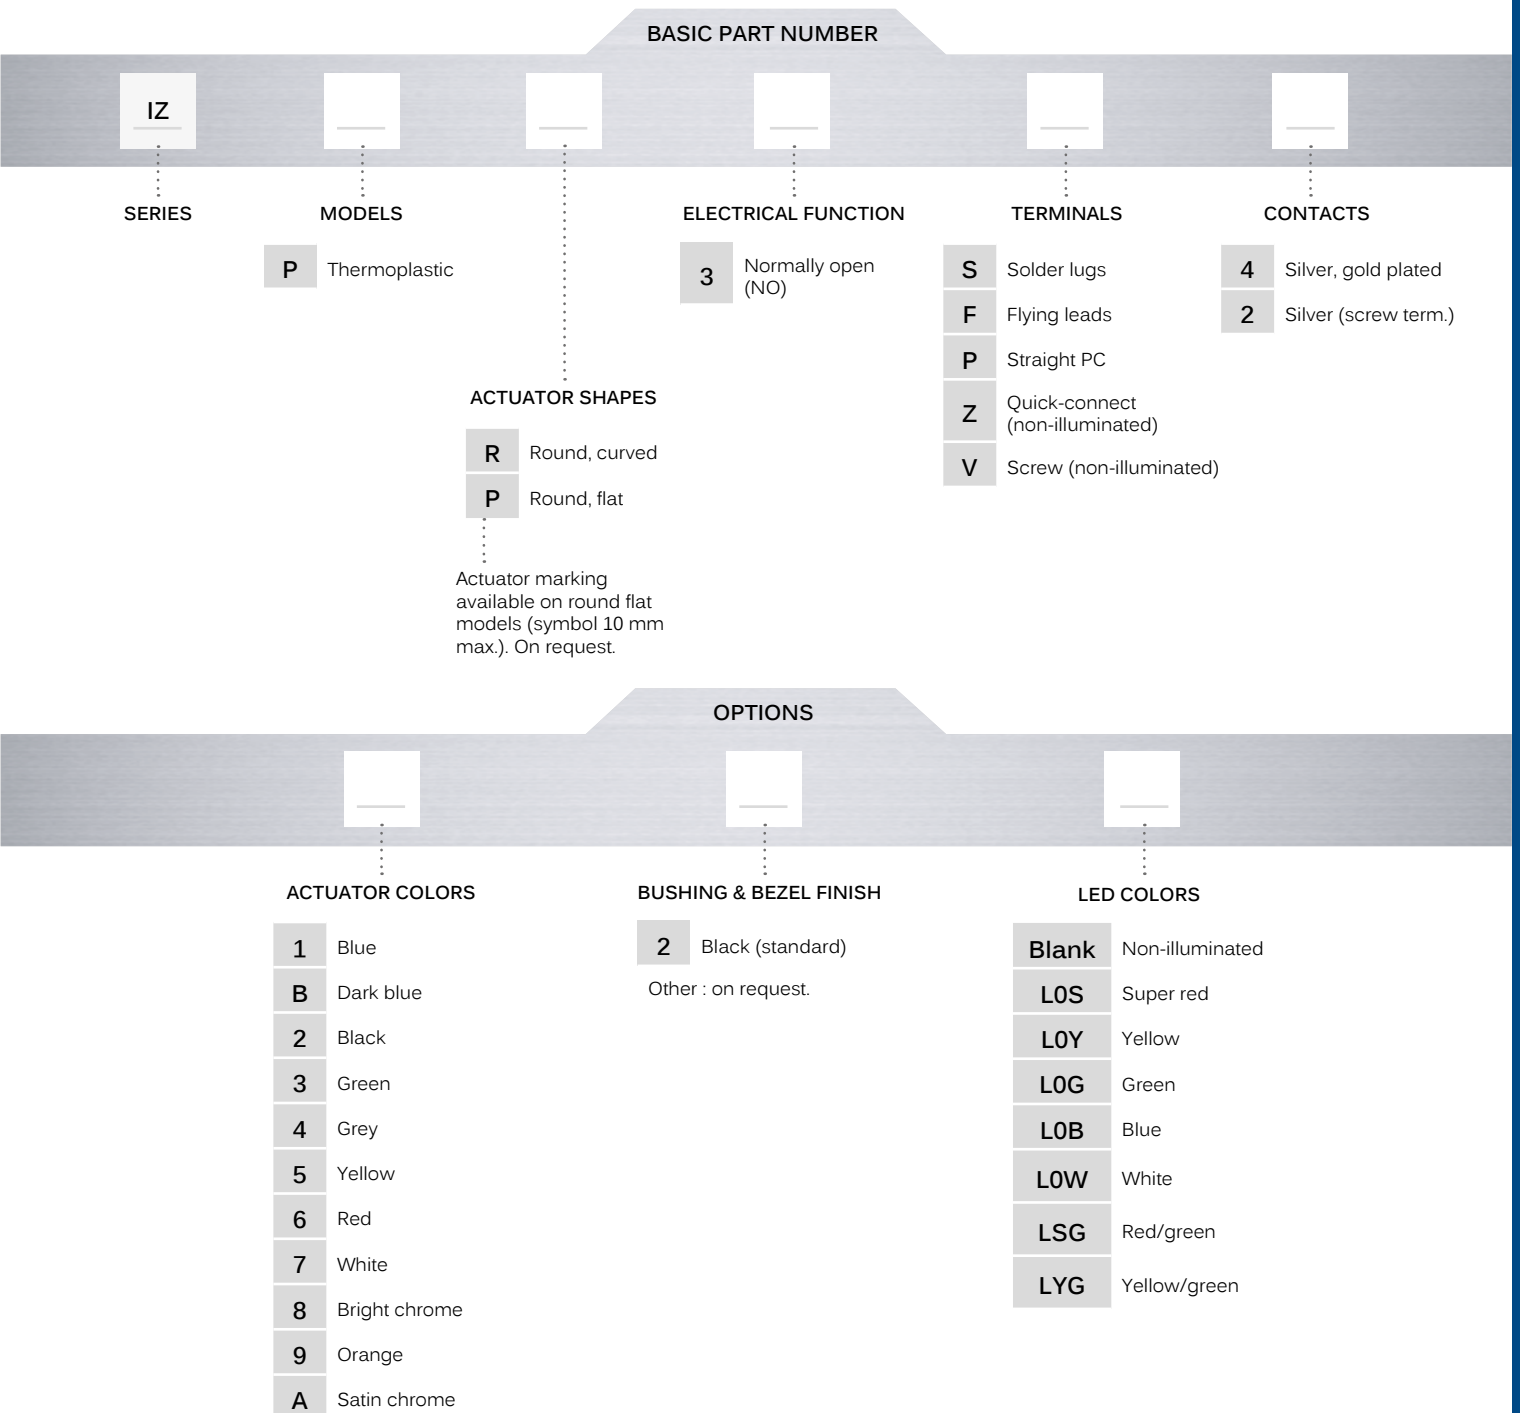 BASIC PART NUMBER
IZ
SERIES
MODELS
P Thermoplastic
ACTUATOR SHAPES
R Round, curved
P Round, flat
Actuator marking
available on round flat
models (symbol 10 mm
max.). On request.
ELECTRICAL FUNCTION
3 Normally open
(NO)
TERMINALS
S Solder lugs
F Flying leads
P Straight PC
Z Quick-connect
(non-illuminated)
V Screw (non-illuminated)
CONTACTS
4 Silver, gold plated
2 Silver (screw term.)
OPTIONS
ACTUATOR COLORS
1 Blue
B Dark blue
2 Black
3 Green
4 Grey
5 Yellow
6 Red
7 White
8 Bright chrome
9 Orange
A Satin chrome
BUSHING & BEZEL FINISH
2 Black (standard)
Other : on request.
LED COLORS
Blank Non-illuminated
L0S Super red
L0Y Yellow
L0G Green
L0B Blue
L0W White
LSG Red/green
LYG Yellow/green